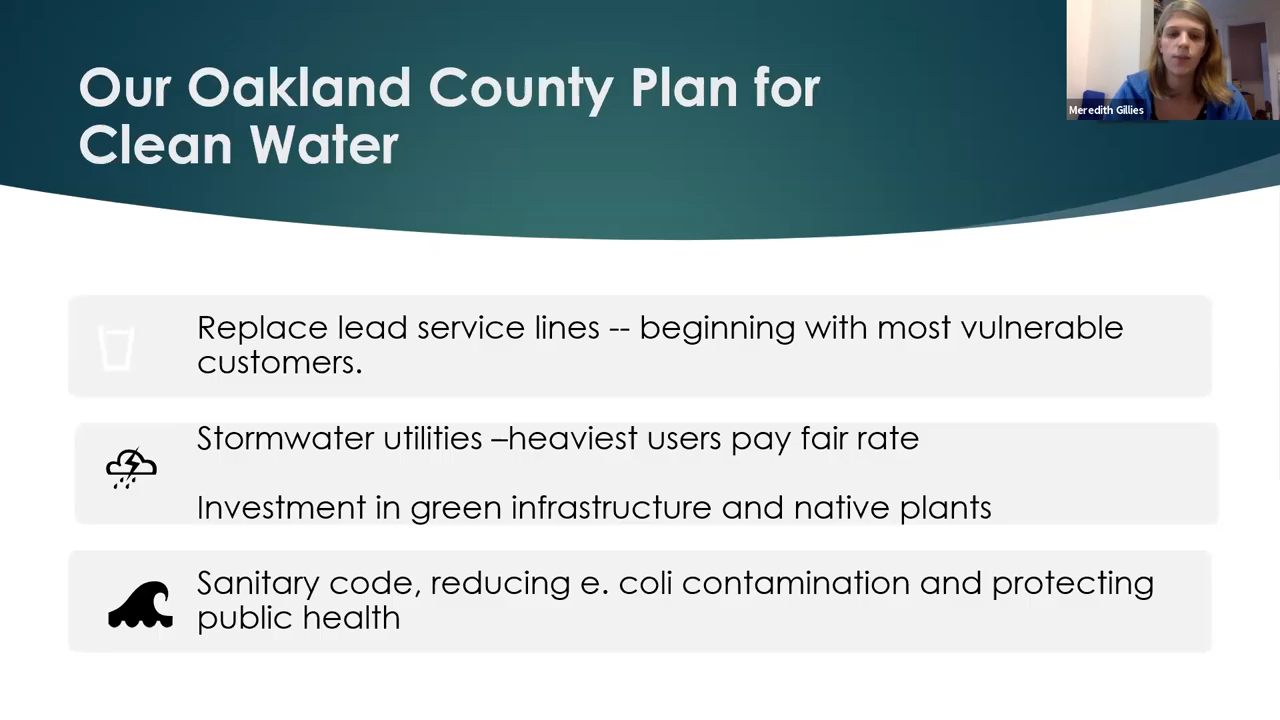 Our Oakland County Plan for
Clean Water
Meredith Gillies
Replace lead service lines -- beginning with most vulnerable
customers.
Stormwater utilities –heaviest users pay fair rate
Investment in green infrastructure and native plants
Sanitary code, reducing e. coli contamination and protecting
public health